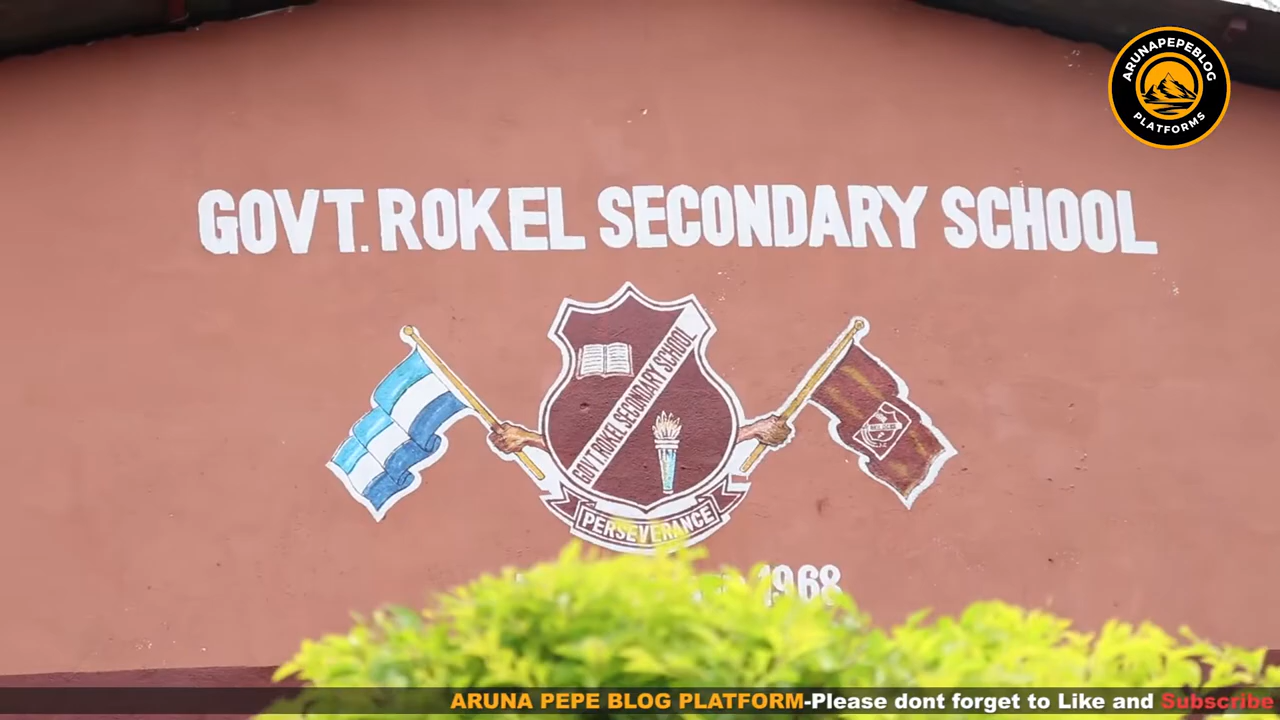 ARUNAPEPEBLOG
PLATFORMS
GOVT. ROKEL SECONDARY SCHOOL
GOVT. ROKEL SECONDARY SCHOOL
PERSEVERANCE
1968
ARUNA PEPE BLOG PLATFORM-Please dont forget to Like and Subscribe